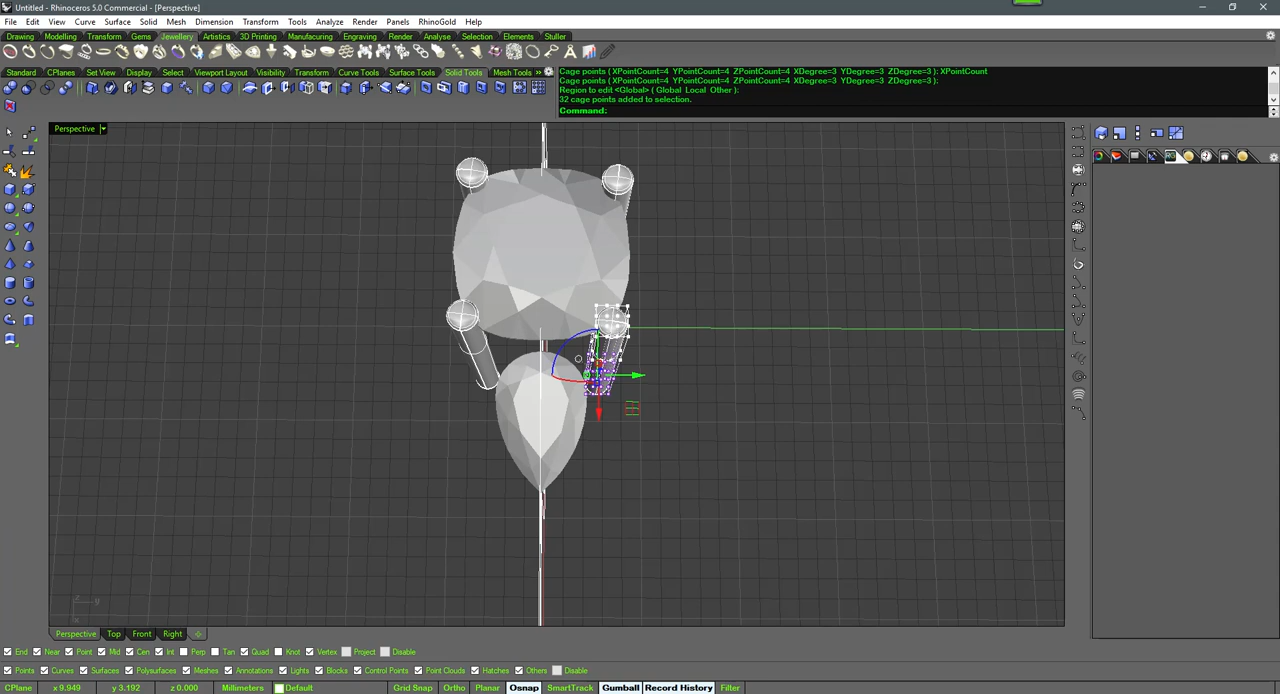 Untitled - Rhinoceros 5.0 Commercial - [Perspective]
File Edit View Curve Surface Solid Mesh Dimension Transform Tools Analyze Render Panels RhinoGold Help
Drawing Modelling Transform Gems Jewellery Artistics 3D Printing Manufacturing Engraving Render Analyse Selection Elements Stuller
Standard CPlanes Set View Display Select Viewport Layout Visibility Transform Curve Tools Surface Tools Solid Tools Mesh Tools »
Cage points ( XPointCount=4 YPointCount=4 ZPointCount=4 XDegree=3 YDegree=3 ZDegree=3 ): XPointCount
Cage points ( XPointCount=4 YPointCount=4 ZPointCount=4 XDegree=3 YDegree=3 ZDegree=3 ):
Region to edit <Global> ( Global Local Other ):
32 cage points added to selection.
Command:
Perspective
z y
Perspective Top Front Right
End Near Point Mid Cen Int Perp Tan Quad Knot Vertex Project Disable
Points Curves Surfaces Polysurfaces Meshes Annotations Lights Blocks Control Points Point Clouds Hatches Others Disable
CPlane x 9.949 y 3.192 z 0.000 Millimeters Default Grid Snap Ortho Planar Osnap SmartTrack Gumball Record History Filter